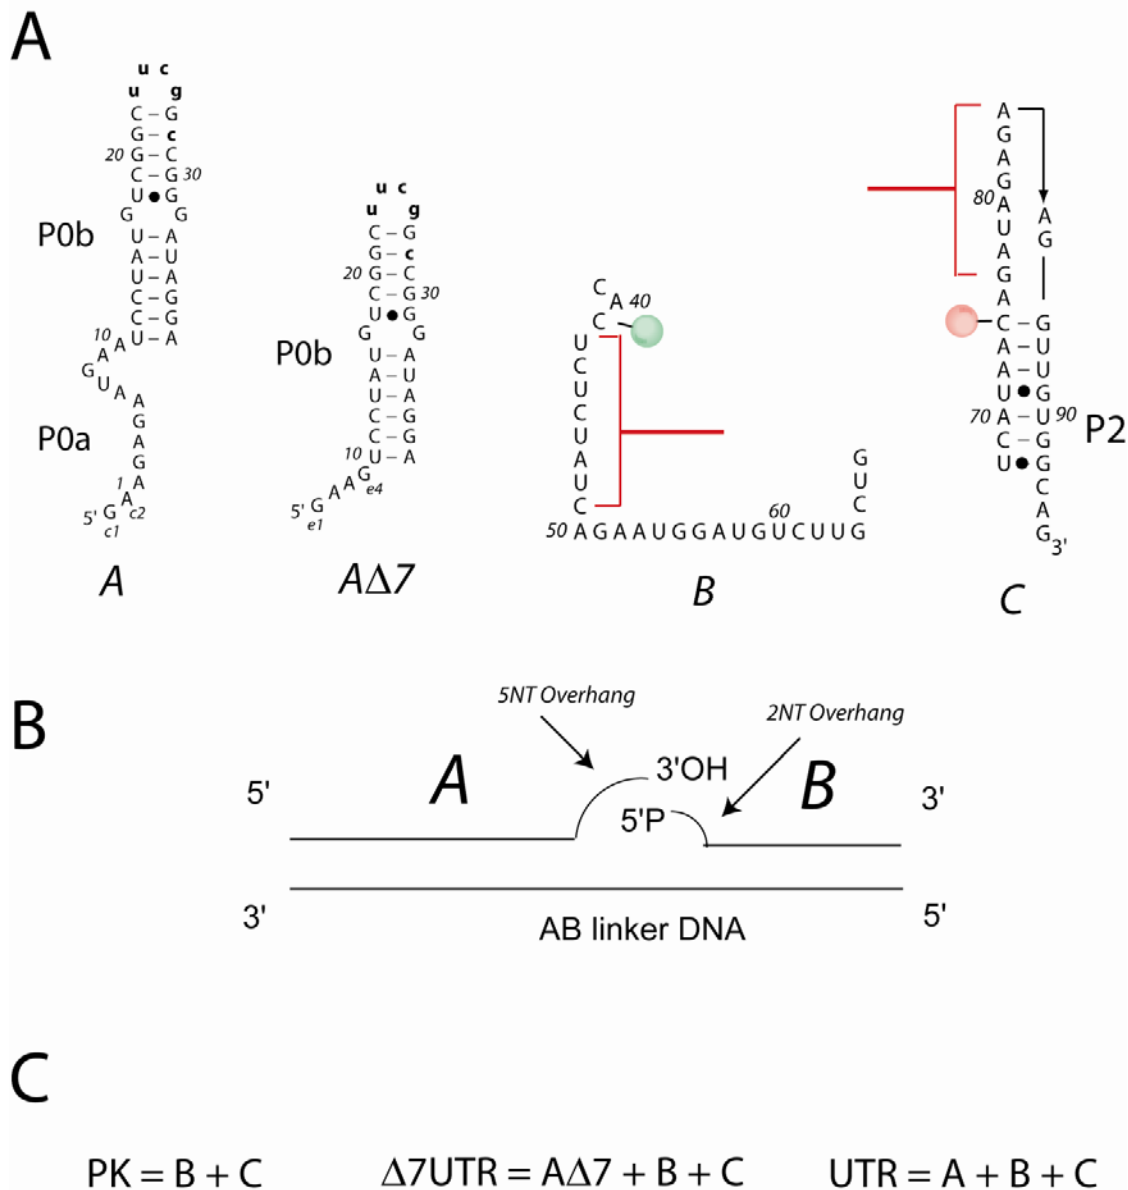 A
u c
u g
C – G
G – c
20 G – C
C – G 30
U ● G
G G
P0b
U – A
A – U
U – A
C – G
C – G
U – A
10
A
A
G
U
A
A
G
A
G
P0a
1 A
A c2
5' G
c1
A
u c
u g
C – G
G – c
20 G – C
C – G 30
U ● G
G G
P0b
U – A
A – U
U – A
C – G
C – G
10 U – A
5' G A A G
e1 e4
AΔ7
C
A 40
C
U
C
U
C
U
A
U
C
50 A G A A U G G A U G U C U U G
60
C
U
G
B
A
G
A
G
80 A
U
A
G
A
A
G
C – G
A – U
A – U
U ● G
70 A – U 90
C – G
U ● G
P2
C
A
G 3'
C
B
5NT Overhang
2NT Overhang
A
3'OH
B
5'
5'P
3'
3'
5'
AB linker DNA
C
PK = B + C
Δ7UTR = AΔ7 + B + C
UTR = A + B + C